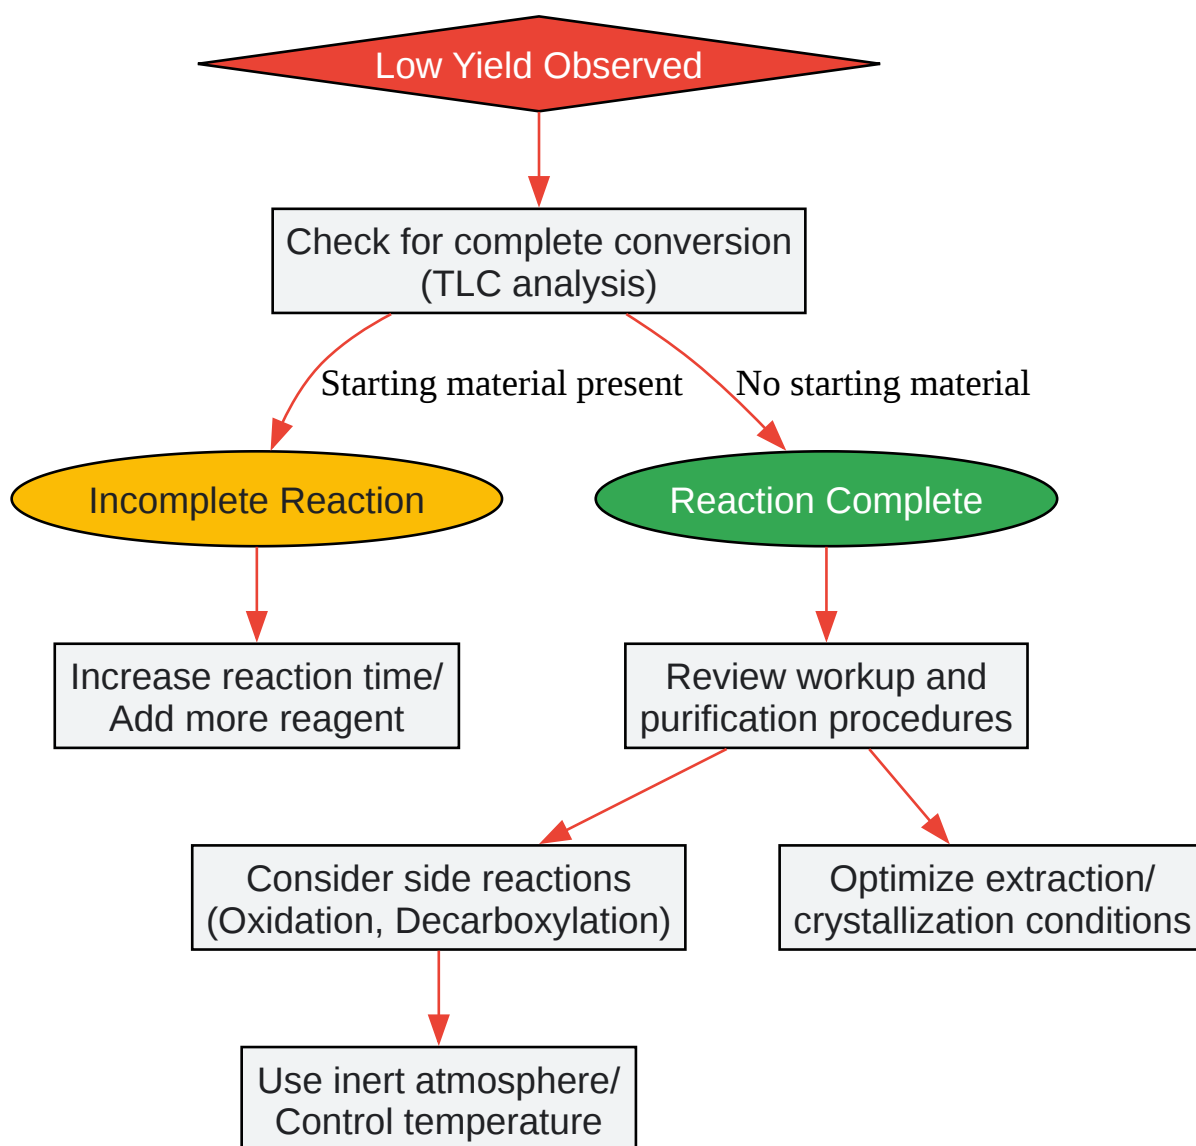 Low Yield Observed
Check for complete conversion
(TLC analysis)
Starting material present
No starting material
Incomplete Reaction
Reaction Complete
Increase reaction time/
Add more reagent
Review workup and
purification procedures
Consider side reactions
(Oxidation, Decarboxylation)
Optimize extraction/
crystallization conditions
Use inert atmosphere/
Control temperature